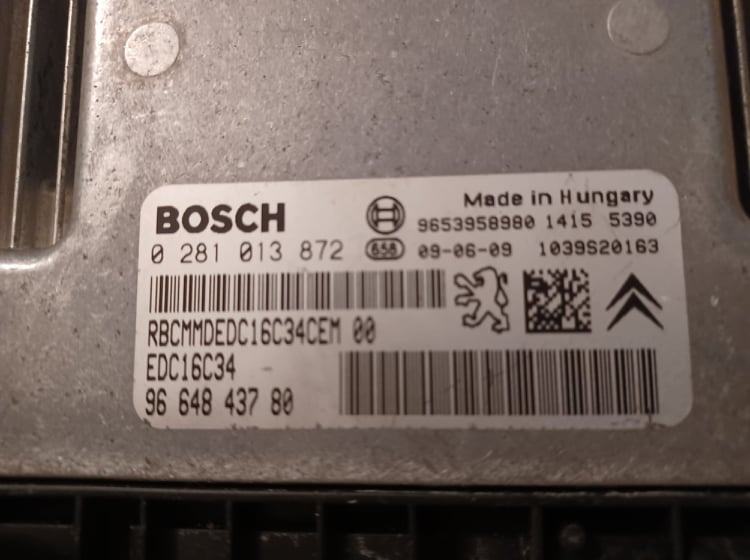 Made in Hungary
BOSCH 9653958980 1415 5390
0 281 013 872 656 09-06-09 1039S20163
RBCMMDEDC16C34CEM 00
EDC16C34
96 648 437 80